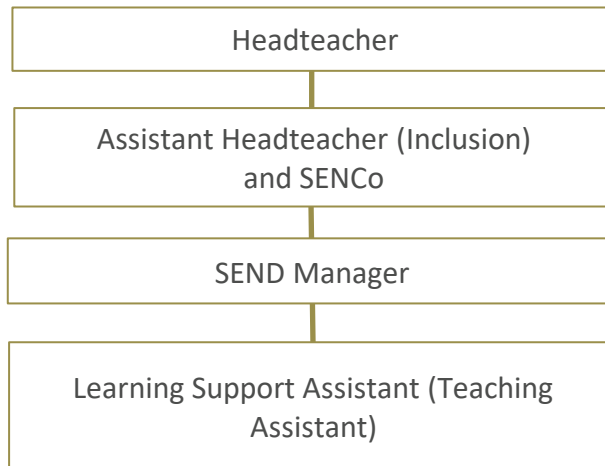 Headteacher
Assistant Headteacher (Inclusion)
and SENCo
SEND Manager
Learning Support Assistant (Teaching
Assistant)